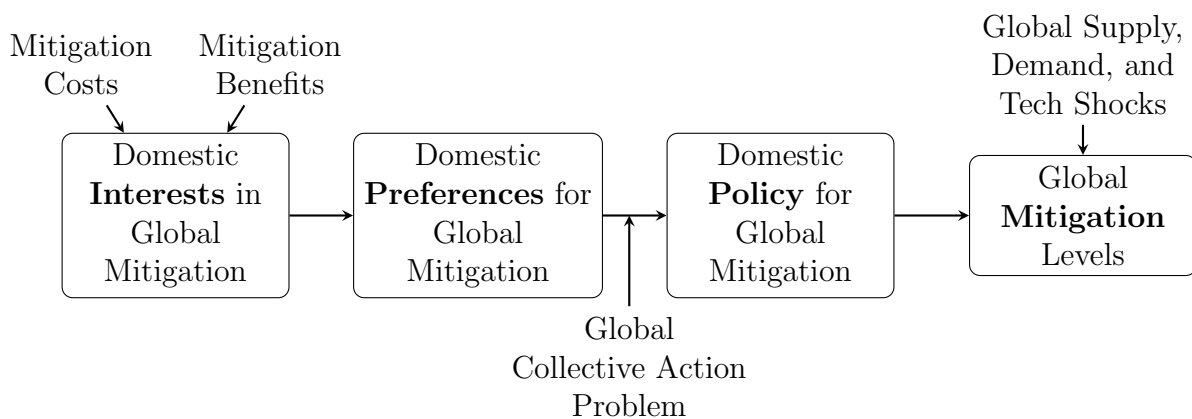 Mitigation
Costs
Mitigation
Benefits
Global Supply,
Demand, and
Tech Shocks
Domestic
Interests in
Global
Mitigation
Domestic
Preferences for
Global
Mitigation
Domestic
Policy for
Global
Mitigation
Global
Mitigation
Levels
Global
Collective Action
Problem